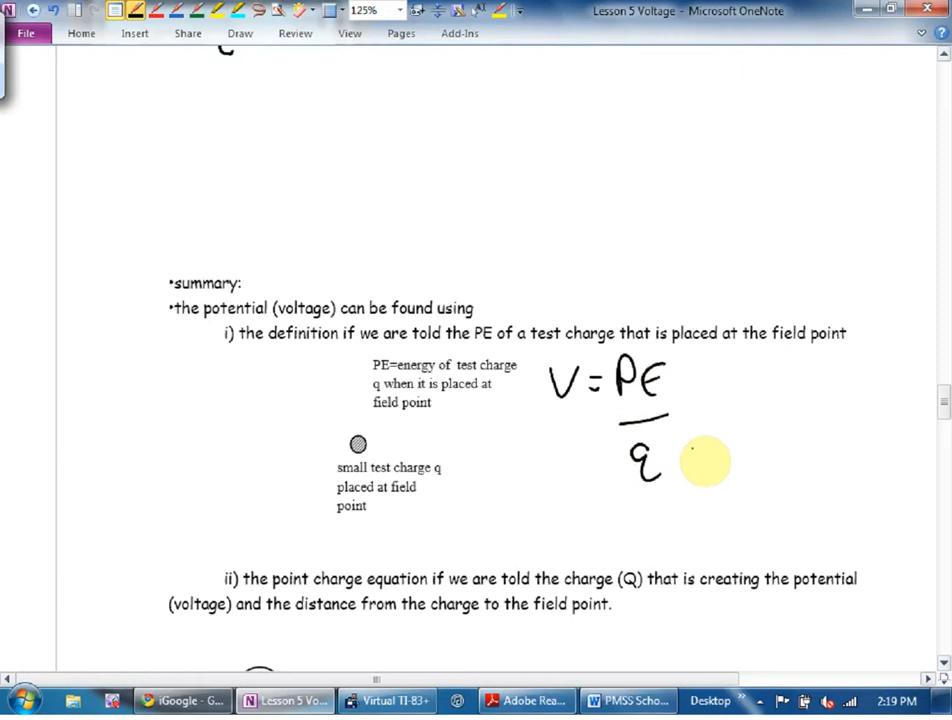 125%
Lesson 5 Voltage - Microsoft OneNote
File Home Insert Share Draw Review View Pages Add-Ins
•summary:
•the potential (voltage) can be found using
i) the definition if we are told the PE of a test charge that is placed at the field point
PE=energy of test charge
q when it is placed at
field point
V = PE
q
small test charge q
placed at field
point
ii) the point charge equation if we are told the charge (Q) that is creating the potential
(voltage) and the distance from the charge to the field point.
iGoogle - G... Lesson 5 Vo... Virtual TI-83+ Adobe Rea... PMSS Scho... Desktop 2:19 PM